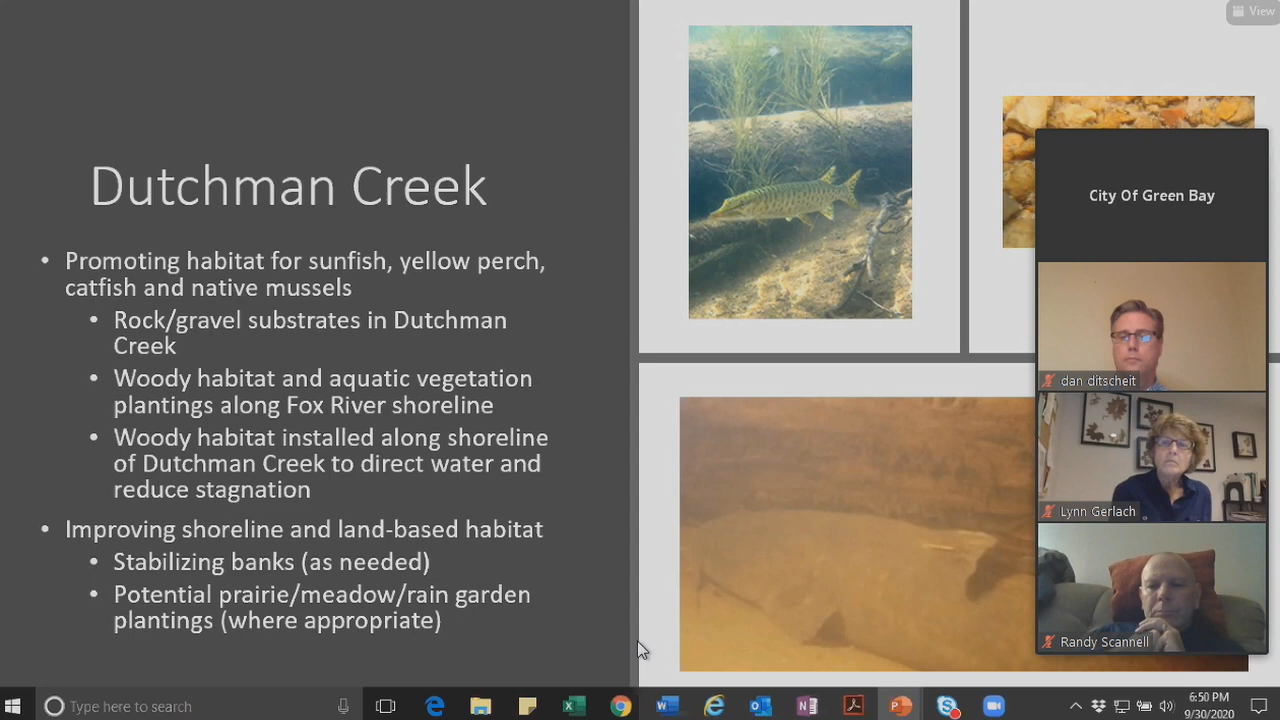 View
Dutchman Creek
• Promoting habitat for sunfish, yellow perch,
catfish and native mussels
• Rock/gravel substrates in Dutchman
Creek
• Woody habitat and aquatic vegetation
plantings along Fox River shoreline
• Woody habitat installed along shoreline
of Dutchman Creek to direct water and
reduce stagnation
• Improving shoreline and land-based habitat
• Stabilizing banks (as needed)
• Potential prairie/meadow/rain garden
plantings (where appropriate)
City Of Green Bay
dan ditscheit
Lynn Gerlach
Randy Scannell
Type here to search
6:50 PM
9/30/2020